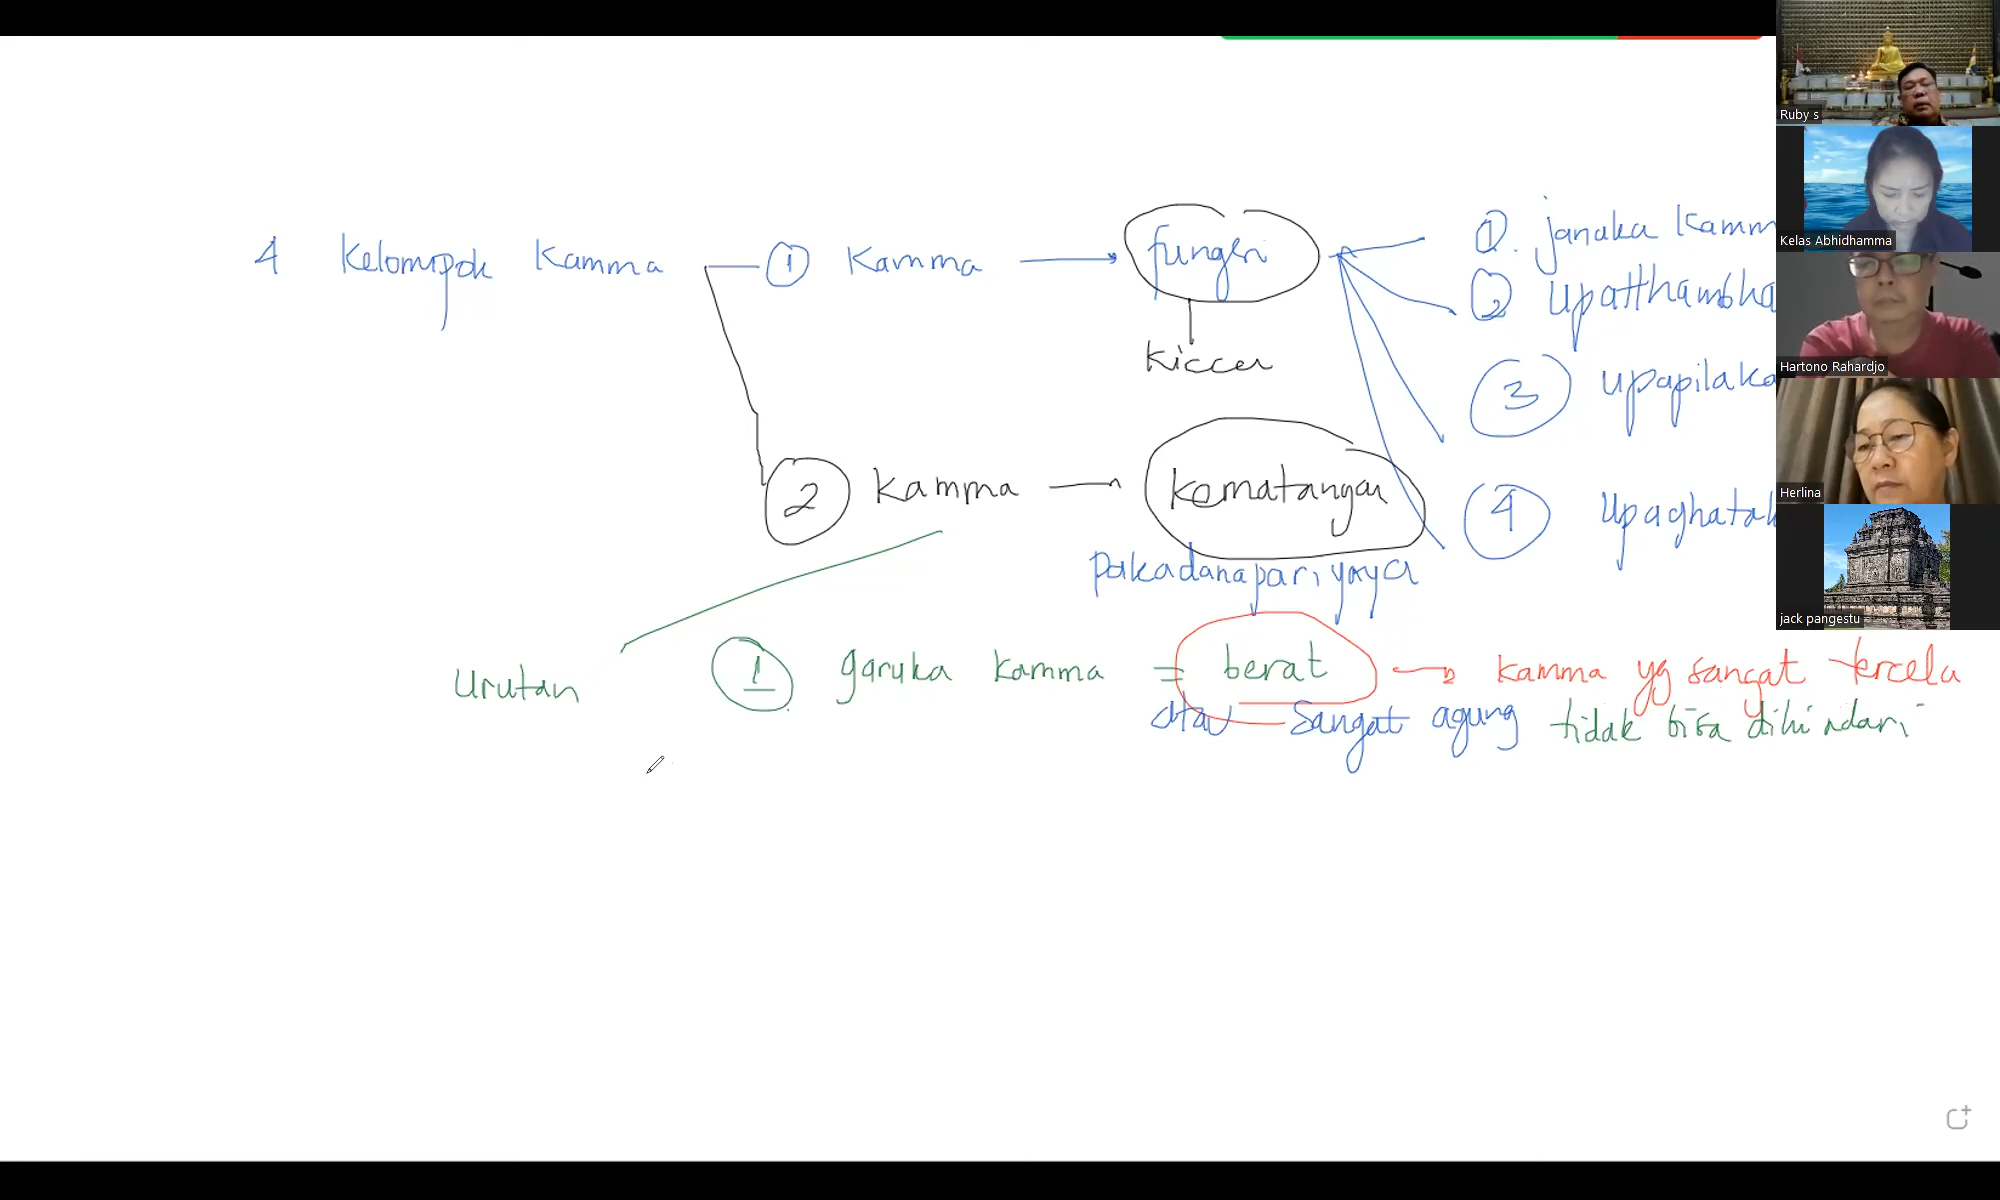 Ruby s
Kelas Abhidhamma
Hartono Rahardjo
Herlina
jack pangestu
4 Kelompok Kamma
1 Kamma
fungsi
Kicca
1. janaka Kamm
2 upatthambha
3 upapilaka
4 upaghatak
2 Kamma
Kematangan
pakadanapariyaya
Urutan
1 garuka kamma = berat
kamma yg sangat tercela
atau sangat agung tidak bisa dihindari